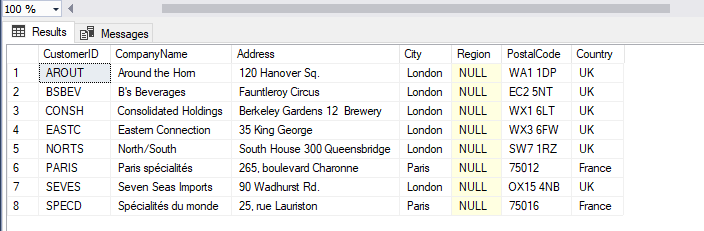 100 %
Results Messages
CustomerID CompanyName Address City Region PostalCode Country
1 AROUT Around the Horn 120 Hanover Sq. London NULL WA1 1DP UK
2 BSBEV B's Beverages Fauntleroy Circus London NULL EC2 5NT UK
3 CONSH Consolidated Holdings Berkeley Gardens 12 Brewery London NULL WX1 6LT UK
4 EASTC Eastern Connection 35 King George London NULL WX3 6FW UK
5 NORTS North/South South House 300 Queensbridge London NULL SW7 1RZ UK
6 PARIS Paris spécialités 265, boulevard Charonne Paris NULL 75012 France
7 SEVES Seven Seas Imports 90 Wadhurst Rd. London NULL OX15 4NB UK
8 SPECD Spécialités du monde 25, rue Lauriston Paris NULL 75016 France